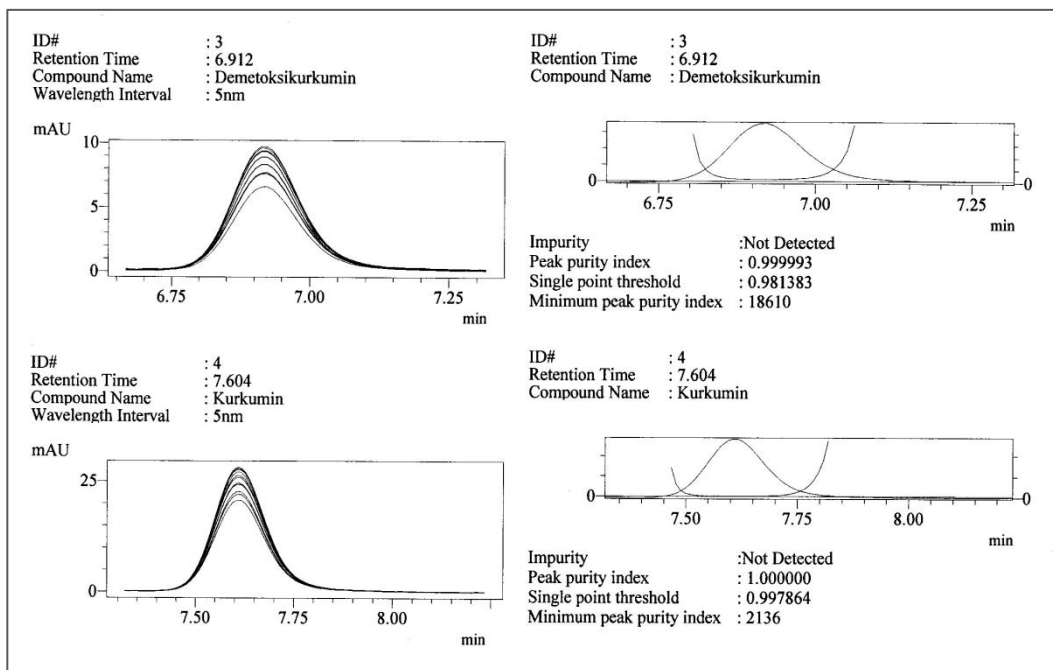 ID# : 3
Retention Time : 6.912
Compound Name : Demetoksikurkumin
Wavelength Interval : 5nm
mAU
10
5
0
6.75 7.00 7.25
min
ID# : 3
Retention Time : 6.912
Compound Name : Demetoksikurkumin
0 0
6.75 7.00 7.25
min
Impurity :Not Detected
Peak purity index : 0.999993
Single point threshold : 0.981383
Minimum peak purity index : 18610
ID# : 4
Retention Time : 7.604
Compound Name : Kurkumin
Wavelength Interval : 5nm
mAU
25
0
7.50 7.75 8.00
min
ID# : 4
Retention Time : 7.604
Compound Name : Kurkumin
0 0
7.50 7.75 8.00
min
Impurity :Not Detected
Peak purity index : 1.000000
Single point threshold : 0.997864
Minimum peak purity index : 2136